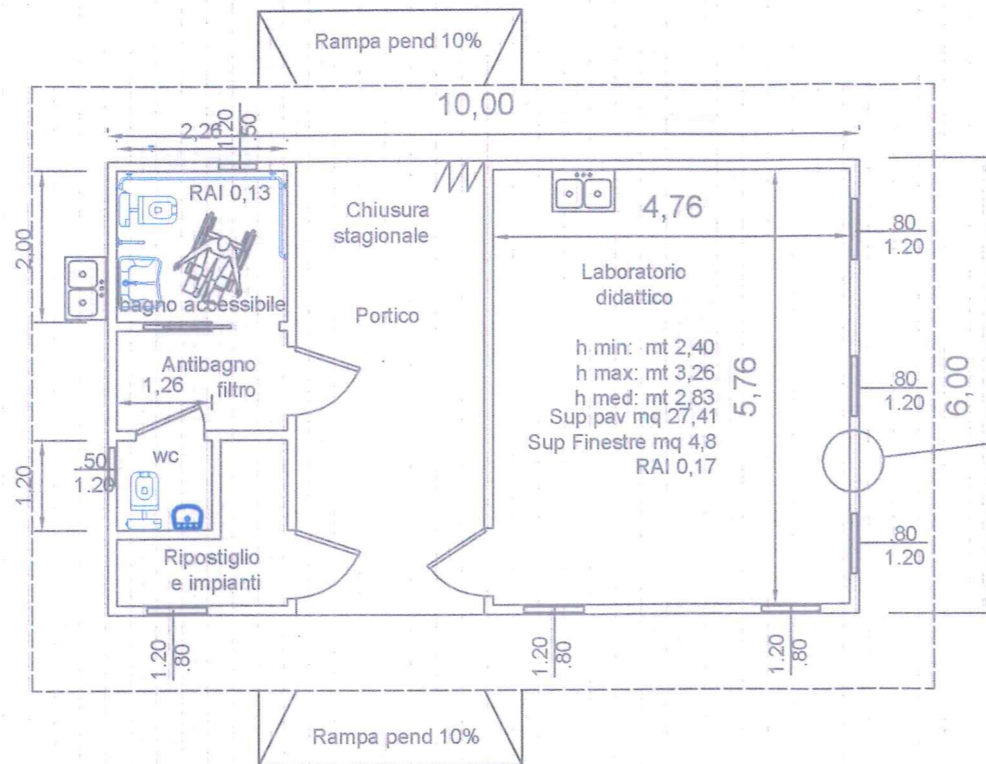 Rampa pend 10%
10,00
2,26
1.20
.50
RAI 0,13
2,00
bagno accessibile
Chiusura
stagionale
Portico
4,76
Laboratorio
didattico
h min: mt 2,40
h max: mt 3,26
h med: mt 2,83
Sup pav mq 27,41
Sup Finestre mq 4,8
RAI 0,17
5,76
6,00
.80
1.20
.80
1.20
.80
1.20
Antibagno
filtro
1,26
wc
.50
1.20
1,20
Ripostiglio
e impianti
1.20
.80
1.20
.80
1.20
.80
Rampa pend 10%